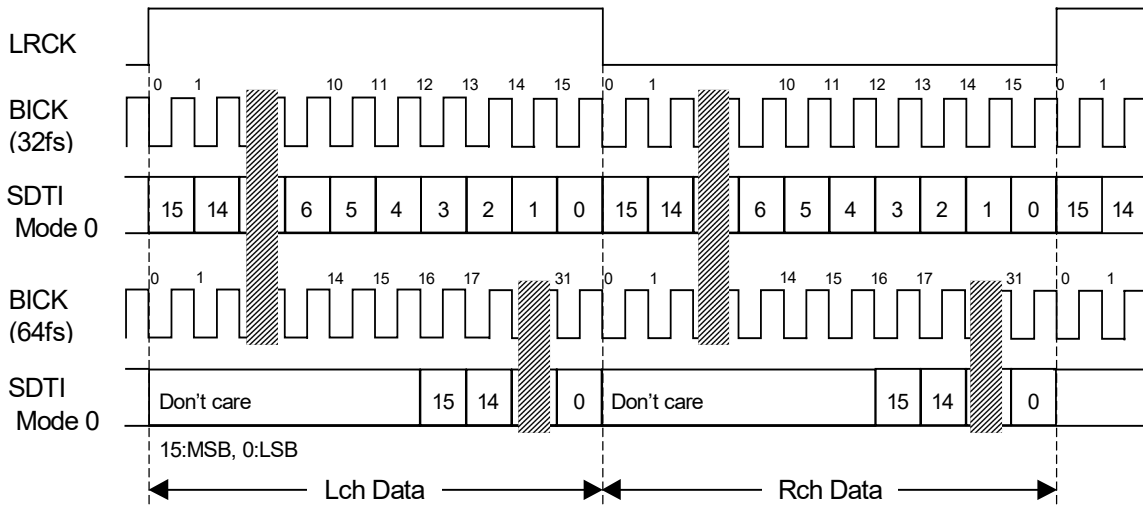 LRCK
0 1 10 11 12 13 14 15 0 1 10 11 12 13 14 15 0 1
BICK
(32fs)
SDTI
Mode 0
15 14 6 5 4 3 2 1 0 15 14 6 5 4 3 2 1 0 15 14
0 1 14 15 16 17 31 0 1 14 15 16 17 31 0 1
BICK
(64fs)
SDTI
Mode 0
Don't care 15 14 0 Don't care 15 14 0
15:MSB, 0:LSB
Lch Data Rch Data